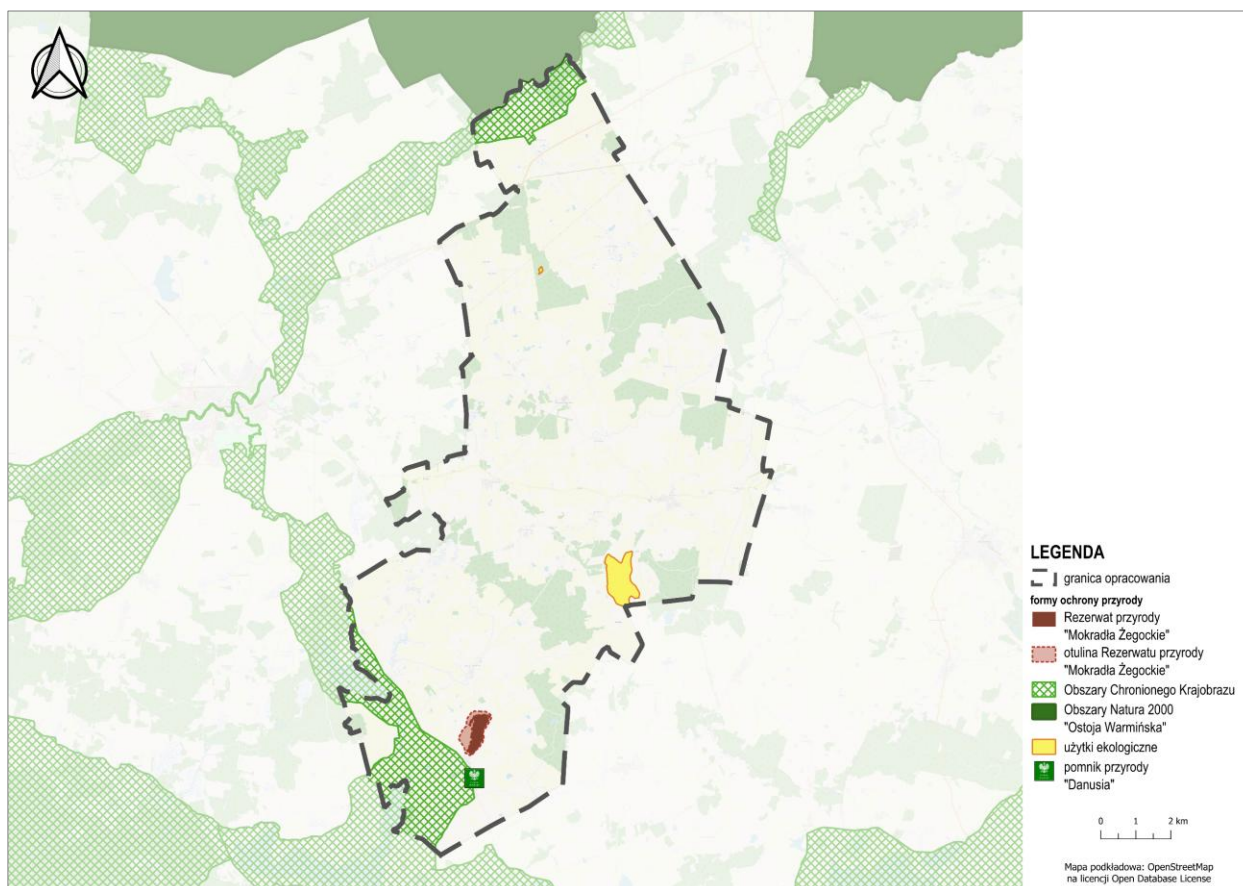 LEGENDA
granica opracowania
formy ochrony przyrody
Rezerwat przyrody
"Mokradła Żegockie"
otulina Rezerwatu przyrody
"Mokradła Żegockie"
Obszary Chronionego Krajobrazu
Obszary Natura 2000
"Ostoja Warmińska"
użytki ekologiczne
pomnik przyrody
"Danusia"
0 1 2 km
Mapa podkładowa: OpenStreetMap
na licencji Open Database License